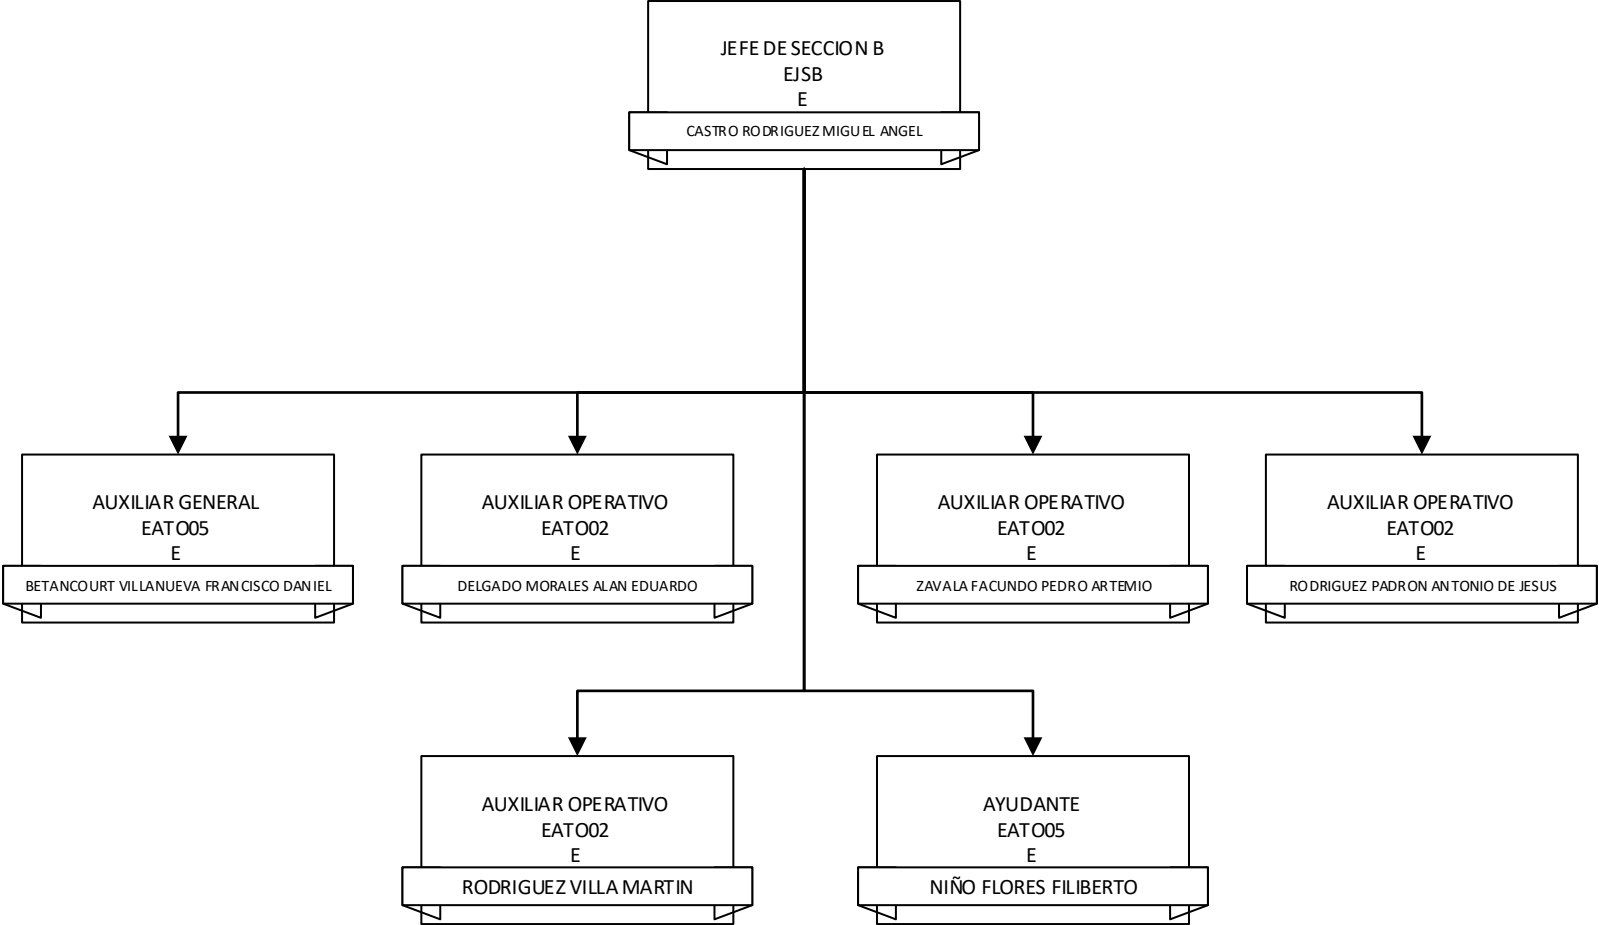 JEFE DE SECCION B
EJSB
E
CASTRO RODRIGUEZ MIGUEL ANGEL
AUXILIAR GENERAL
EATO05
E
BETANCOURT VILLANUEVA FRANCISCO DANIEL
AUXILIAR OPERATIVO
EATO02
E
DELGADO MORALES ALAN EDUARDO
AUXILIAR OPERATIVO
EATO02
E
ZAVALA FACUNDO PEDRO ARTEMIO
AUXILIAR OPERATIVO
EATO02
E
RODRIGUEZ PADRON ANTONIO DE JESUS
AUXILIAR OPERATIVO
EATO02
E
RODRIGUEZ VILLA MARTIN
AYUDANTE
EATO05
E
NIÑO FLORES FILIBERTO